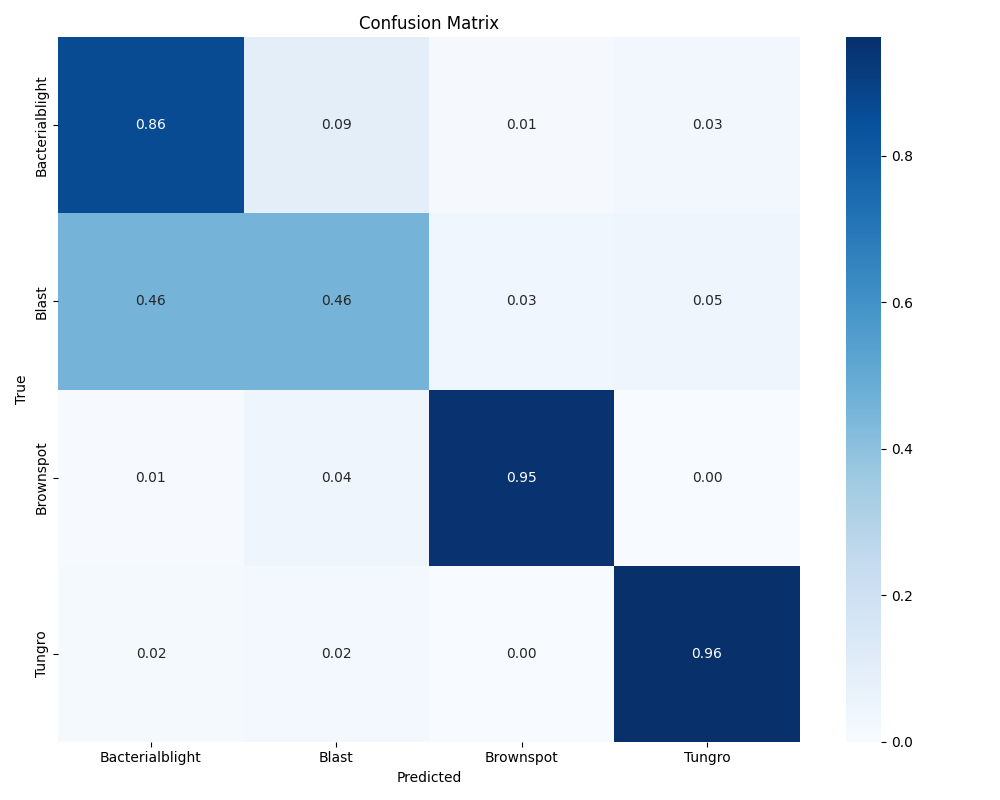 Confusion Matrix
True
Bacterialblight
0.86 0.09 0.01 0.03
Blast
0.46 0.46 0.03 0.05
Brownspot
0.01 0.04 0.95 0.00
Tungro
0.02 0.02 0.00 0.96
Bacterialblight Blast Brownspot Tungro
Predicted
0.8
0.6
0.4
0.2
0.0